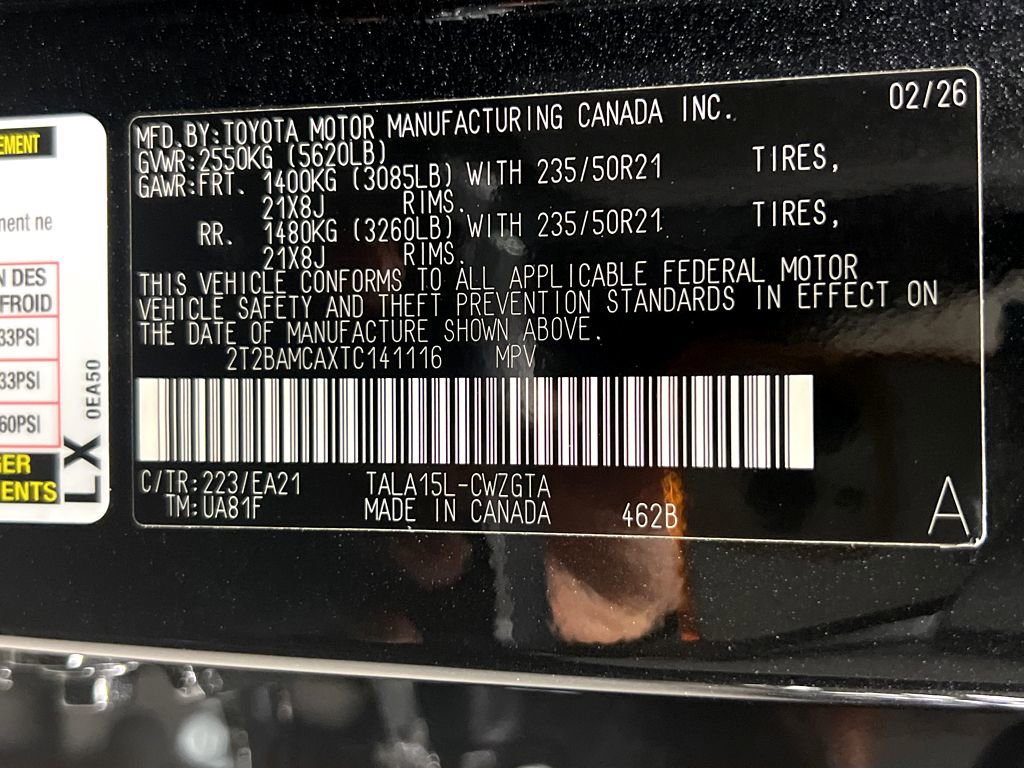 EMENT
ment ne
N DES
FROID
33PSI
33PSI
60PSI
GER
ENTS
LX 0EA50
02/26
MFD.BY:TOYOTA MOTOR MANUFACTURING CANADA INC.
GVWR:2550KG (5620LB)
GAWR:FRT. 1400KG (3085LB) WITH 235/50R21 TIRES,
21X8J RIMS.
RR. 1480KG (3260LB) WITH 235/50R21 TIRES,
21X8J RIMS.
THIS VEHICLE CONFORMS TO ALL APPLICABLE FEDERAL MOTOR
VEHICLE SAFETY AND THEFT PREVENTION STANDARDS IN EFFECT ON
THE DATE OF MANUFACTURE SHOWN ABOVE.
2T2BAMCAXTC141116 MPV
C/TR:223/EA21 TALA15L-CWZGTA
TM:UA81F MADE IN CANADA 462B
A